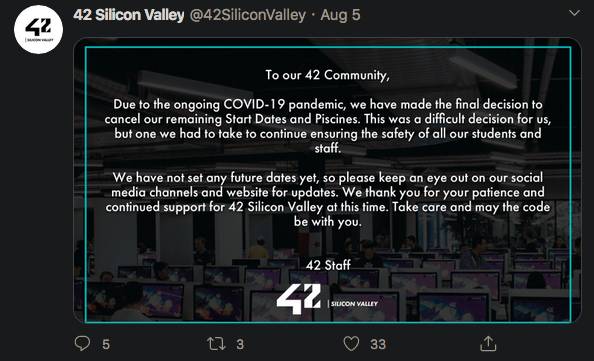 42 Silicon Valley @42SiliconValley · Aug 5
42
| SILICON VALLEY
To our 42 Community,
Due to the ongoing COVID-19 pandemic, we have made the final decision to
cancel our remaining Start Dates and Piscines. This was a difficult decision for us,
but one we had to take to continue ensuring the safety of all our students and
staff.
We have not set any future dates yet, so please keep an eye out on our social
media channels and website for updates. We thank you for your patience and
continued support for 42 Silicon Valley at this time. Take care and may the code
be with you.
42 Staff
42 | SILICON VALLEY
5 3 33